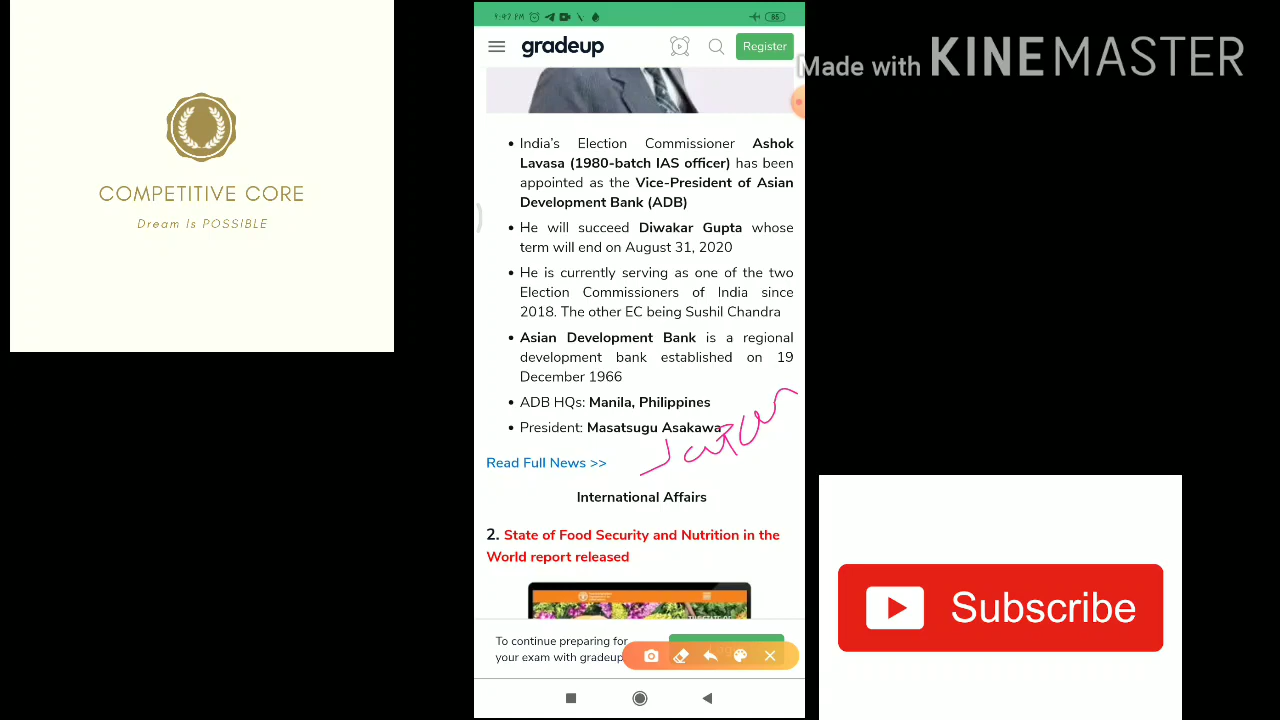 COMPETITIVE CORE
Dream Is POSSIBLE
9:47 PM
85
gradeup
Register
Made with KINEMASTER
India's Election Commissioner Ashok
Lavasa (1980-batch IAS officer) has been
appointed as the Vice-President of Asian
Development Bank (ADB)
He will succeed Diwakar Gupta whose
term will end on August 31, 2020
He is currently serving as one of the two
Election Commissioners of India since
2018. The other EC being Sushil Chandra
Asian Development Bank is a regional
development bank established on 19
December 1966
ADB HQs: Manila, Philippines
President: Masatsugu Asakawa
Read Full News >>
International Affairs
2. State of Food Security and Nutrition in the
World report released
To continue preparing for
your exam with gradeup
Subscribe